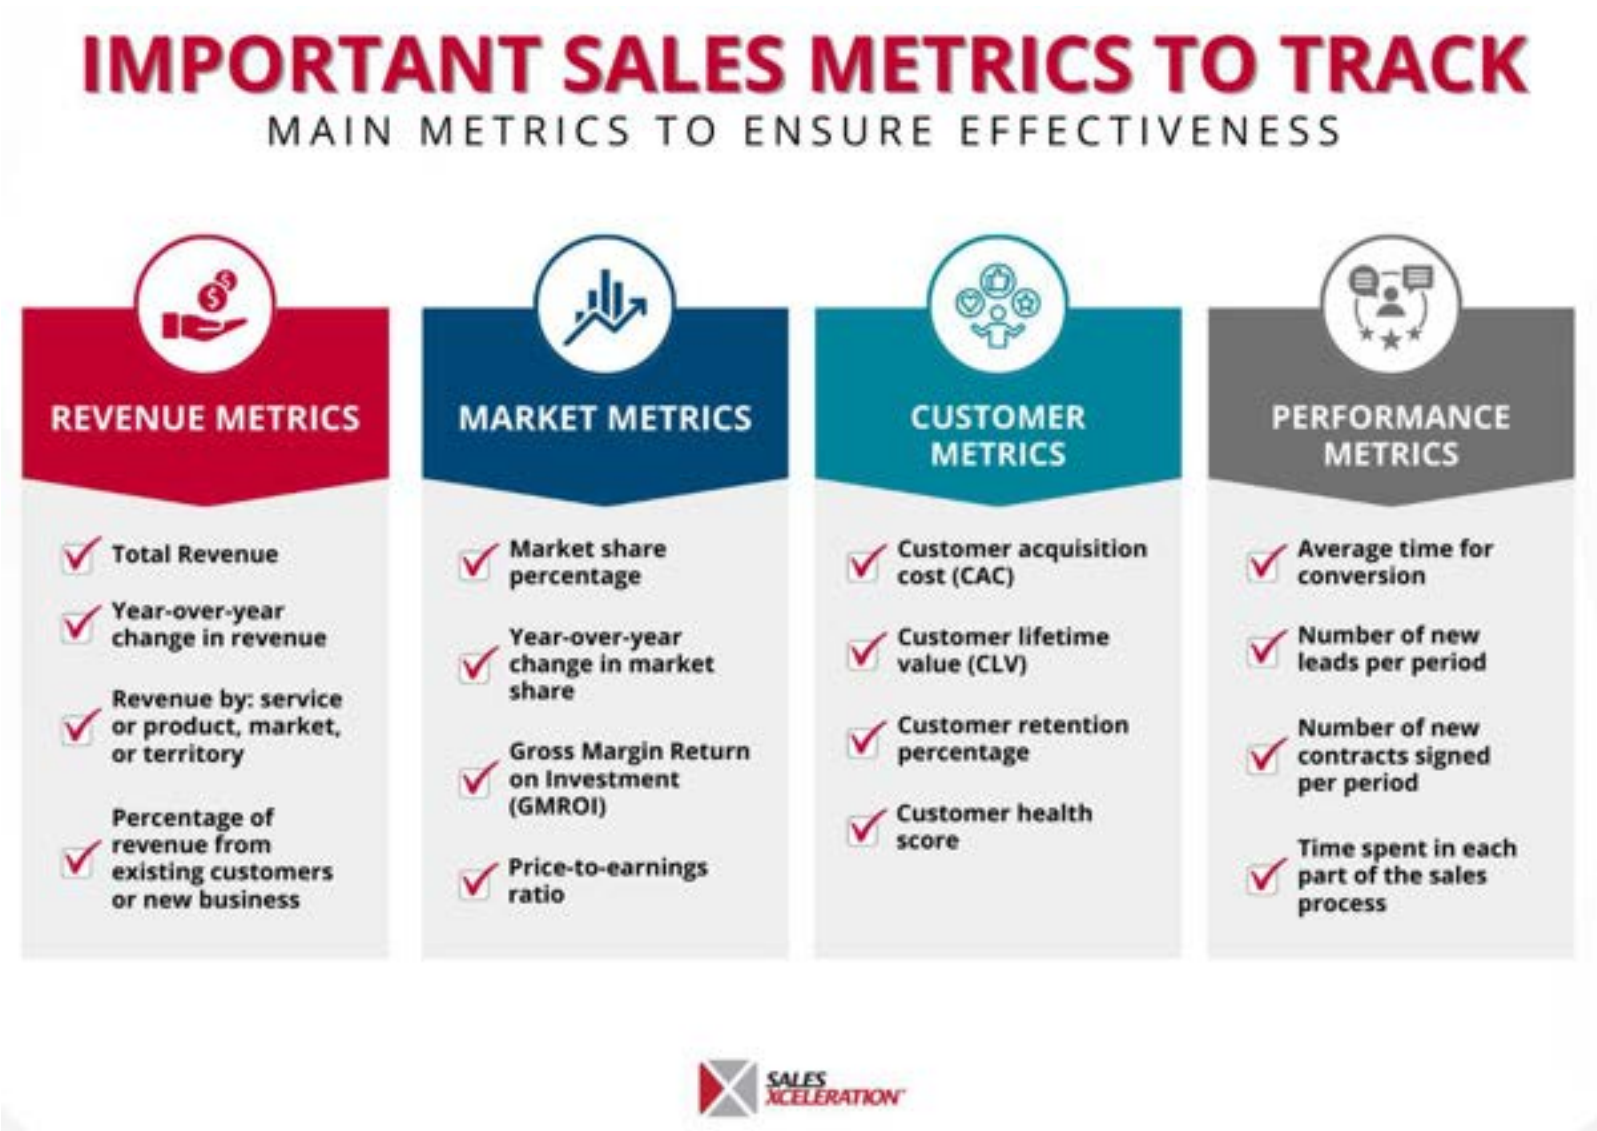 IMPORTANT SALES METRICS TO TRACK
MAIN METRICS TO ENSURE EFFECTIVENESS
REVENUE METRICS
Total Revenue
Year-over-year
change in revenue
Revenue by: service
or product, market,
or territory
Percentage of
revenue from
existing customers
or new business
MARKET METRICS
Market share
percentage
Year-over-year
change in market
share
Gross Margin Return
on Investment
(GMROI)
Price-to-earnings
ratio
CUSTOMER
METRICS
Customer acquisition
cost (CAC)
Customer lifetime
value (CLV)
Customer retention
percentage
Customer health
score
PERFORMANCE
METRICS
Average time for
conversion
Number of new
leads per period
Number of new
contracts signed
per period
Time spent in each
part of the sales
process
SALES
XCELERATION